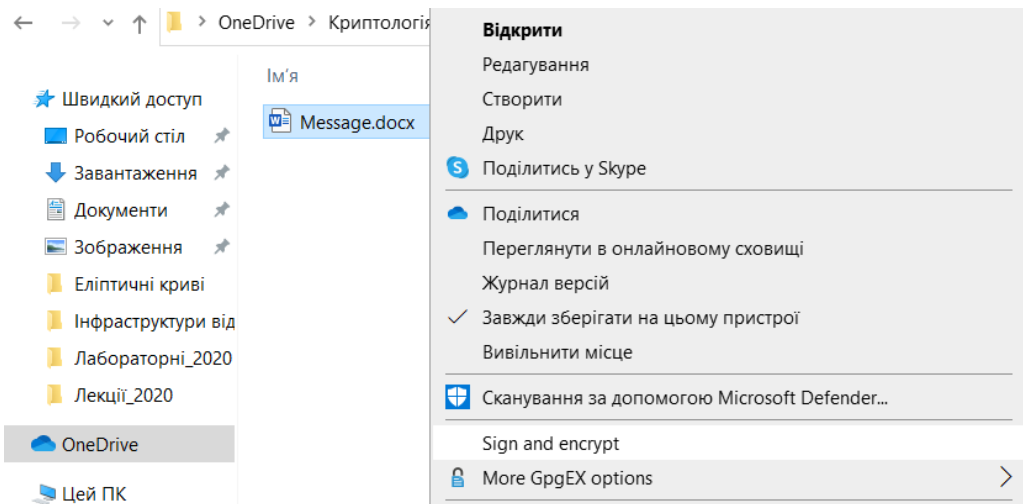 OneDrive > Криптологія
Ім'я
Швидкий доступ
Робочий стіл
Завантаження
Документи
Зображення
Еліптичні криві
Інфраструктури від
Лабораторні_2020
Лекції_2020
OneDrive
Цей ПК
Message.docx
Відкрити
Редагування
Створити
Друк
Поділитись у Skype
Поділитися
Переглянути в онлайновому сховищі
Журнал версій
Завжди зберігати на цьому пристрої
Вивільнити місце
Сканування за допомогою Microsoft Defender...
Sign and encrypt
More GpgEX options